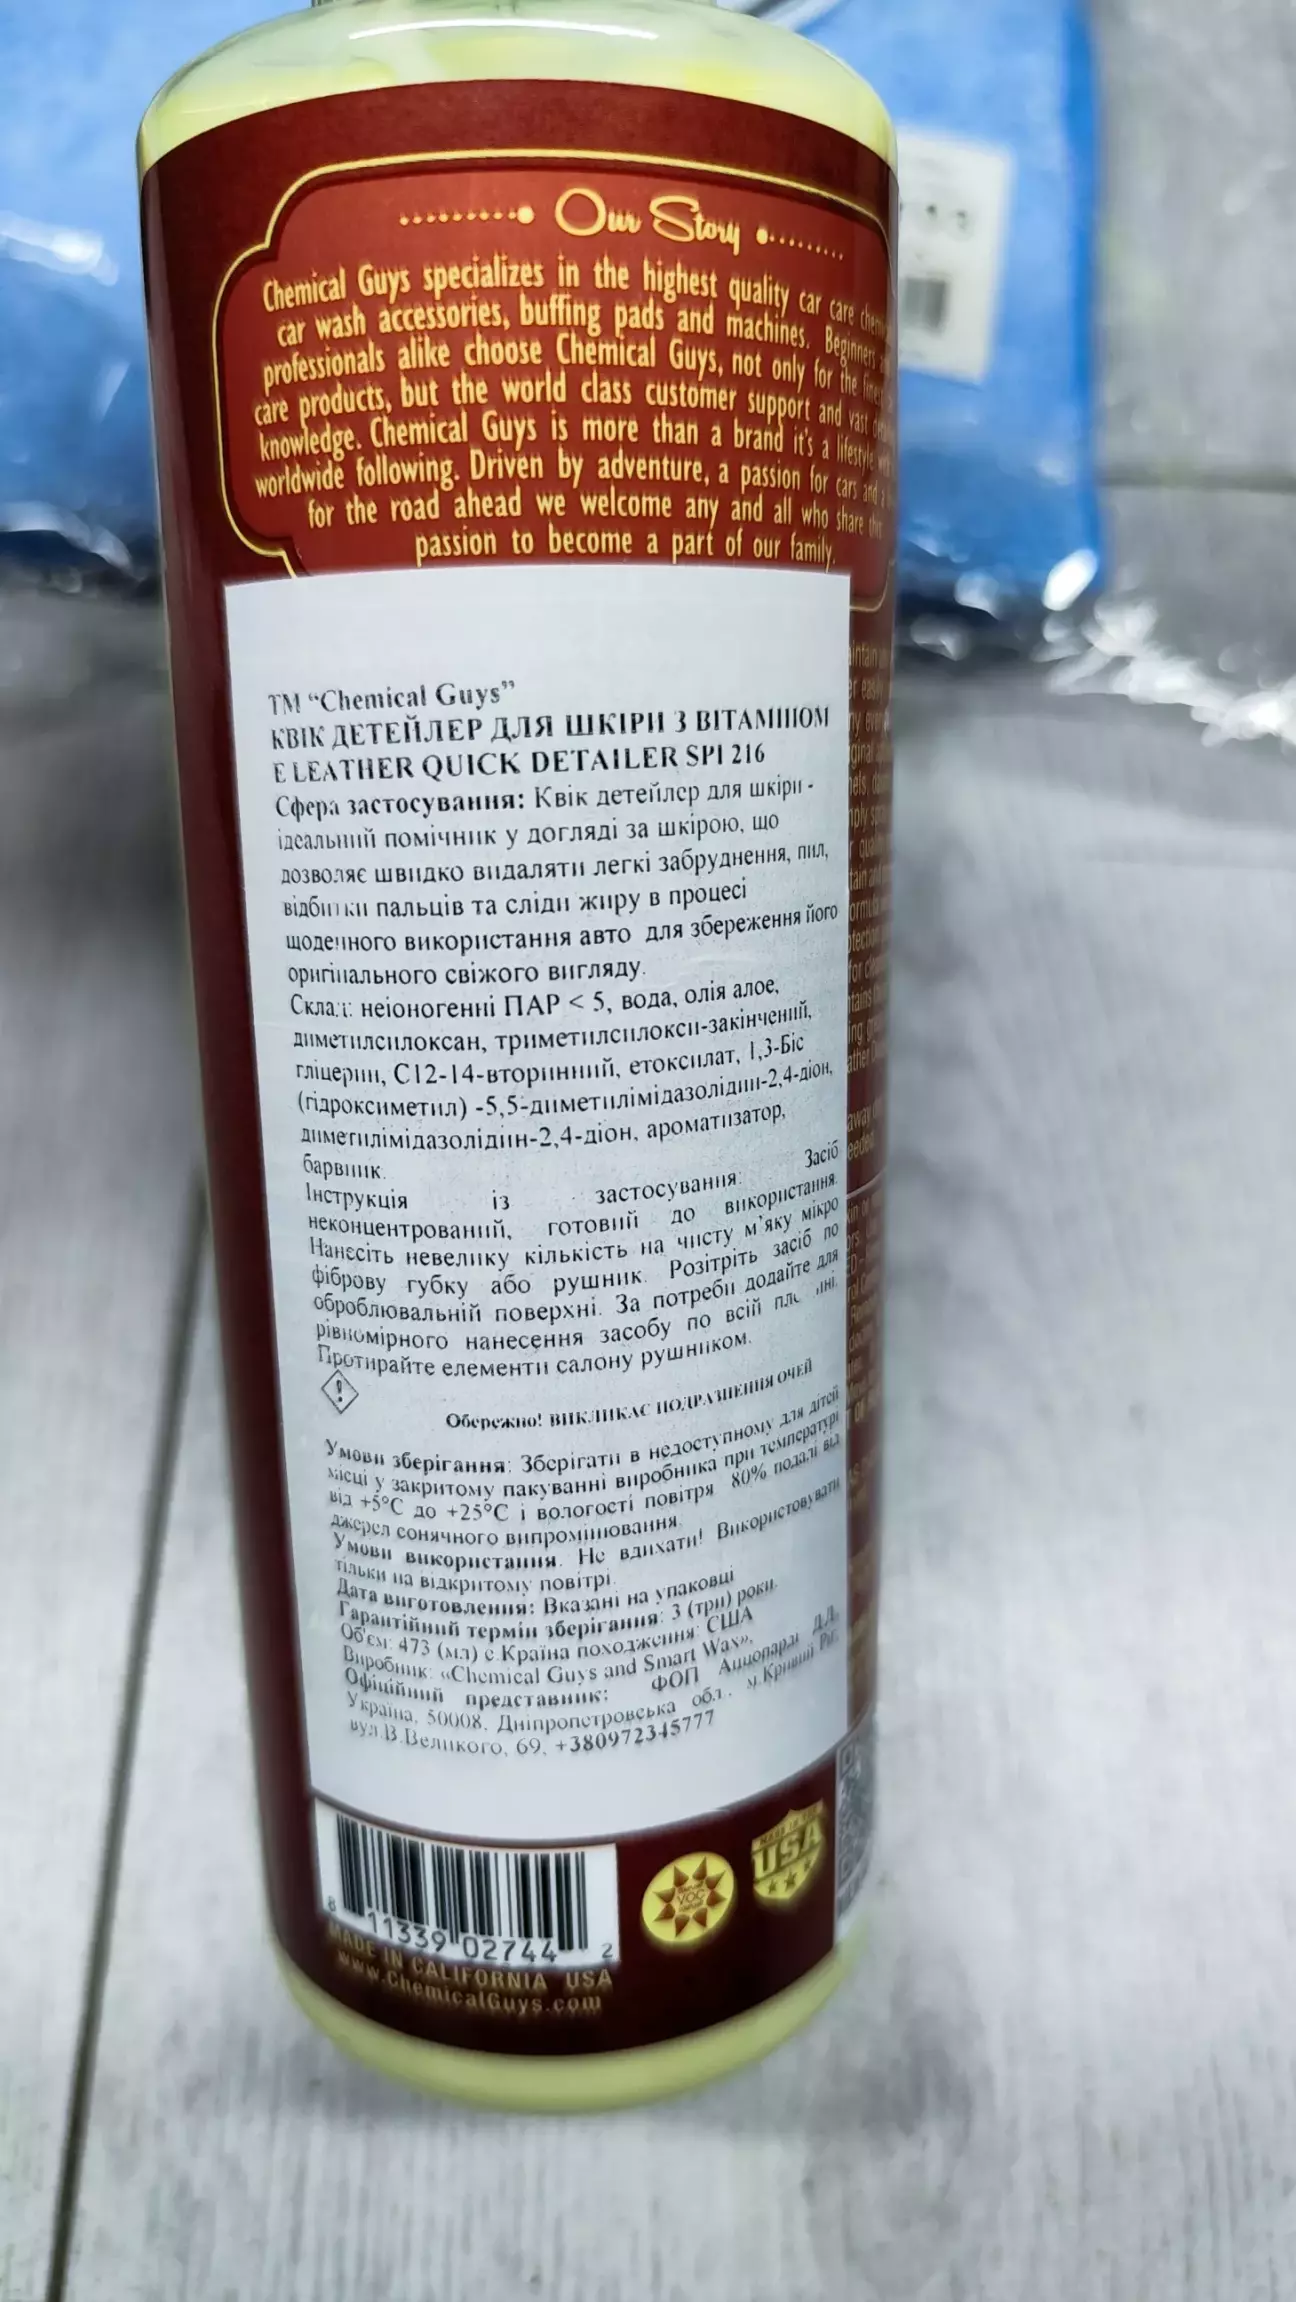 Our Story
Chemical Guys specializes in the highest quality car care
car wash accessories, buffing pads and machines. Beginners
professionals alike choose Chemical Guys, not only for the finest
care products, but the world class customer support and vast
knowledge. Chemical Guys is more than a brand it's a lifestyle
worldwide following. Driven by adventure, a passion for cars and a
for the road ahead we welcome any and all who share this
passion to become a part of our family.
ТМ “Chemical Guys”
КВІК ДЕТЕЙЛЕР ДЛЯ ШКІРИ З ВІТАМІНОМ
Е LEATHER QUICK DETAILER SPI 216
Сфера застосування: Квік детейлер для шкіри -
ідеальний помічник у догляді за шкірою, що
дозволяє швидко видаляти легкі забруднення, пил,
відбитки пальців та сліди жиру в процесі
щоденного використання авто для збереження його
оригінального свіжого вигляду.
Склад: неіоногенні ПАР < 5, вода, олія алое,
диметилсилоксан, триметилсилокси-закінчений,
гліцерин, С12-14-вторинний, етоксилат, 1,3-Біс
(гідроксиметил) -5,5-диметилімідазолідин-2,4-діон,
диметилімідазолідин-2,4-діон, ароматизатор,
барвник.
Інструкція із застосування: Засіб
неконцентрований, готовий до використання.
Нанесіть невелику кількість на чисту м'яку мікро
фіброву губку або рушник. Розітріть засіб по
оброблювальній поверхні. За потреби додайте для
рівномірного нанесення засобу по всій
Протирайте елементи салону рушником.
Обережно! ВИКЛИКАЄ ПОДРАЗНЕННЯ ОЧЕЙ
Умови зберігання: Зберігати в недоступному для дітей
місці у закритому пакуванні виробника при температурі
від +5°С до +25°С і вологості повітря 80% подалі від
джерел сонячного випромінювання.
Умови використання. Не вдихати! Використовувати
тільки на відкритому повітрі.
Дата виготовлення: Вказані на упаковці
Гарантійний термін зберігання: 3 (три) роки.
Об'єм: 473 (мл) с.Країна походження: США
Виробник: «Chemical Guys and Smart Wax»,
Офіційний представник: ФОП Аццопарді Д.Л.
Україна, 50008, Дніпропетровська обл., м.Кривий Ріг,
вул.В.Великого, 69, +380972345777
8 11339 02744 2
MADE IN CALIFORNIA USA
www.ChemicalGuys.com
VOC
MADE IN THE
USA